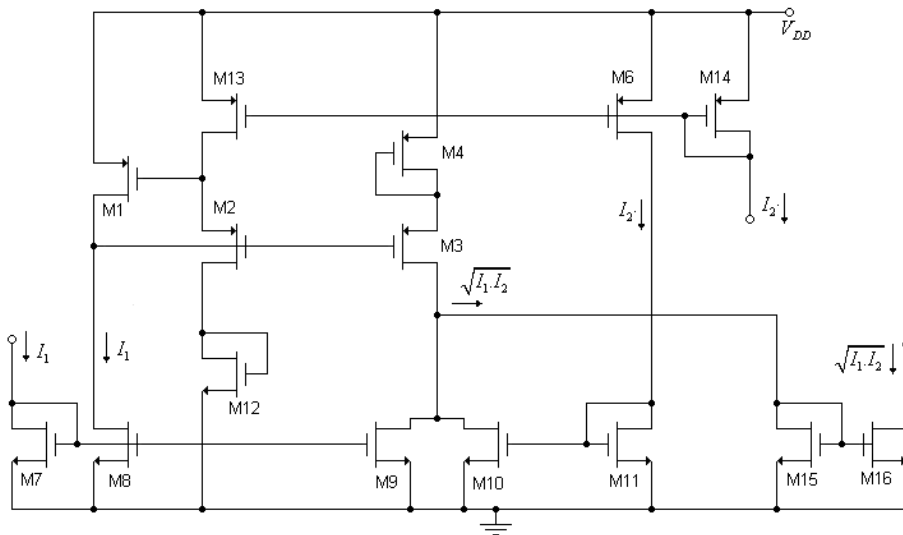 V_DD
M13
M6
M14
M4
M1
M2
M3
I_2
I_2
√I_1.I_2
I_1
I_1
√I_1.I_2
M12
M7
M8
M9
M10
M11
M15
M16